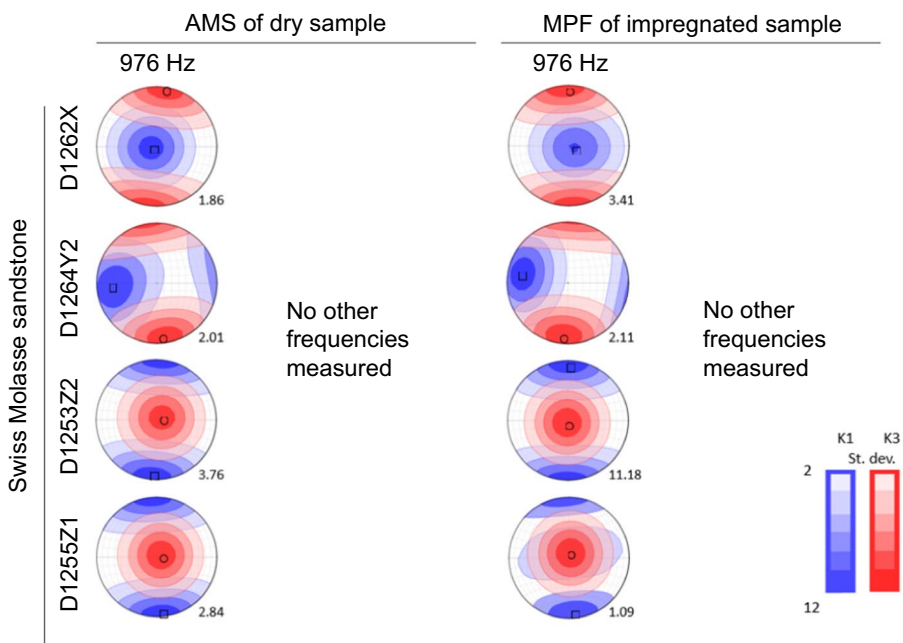 AMS of dry sample
MPF of impregnated sample
976 Hz
976 Hz
Swiss Molasse sandstone
D1262X
1.86
3.41
D1264Y2
2.01
No other
frequencies
measured
2.11
No other
frequencies
measured
D1253Z2
3.76
11.18
D1255Z1
2.84
1.09
K1 K3
St. dev.
2
12